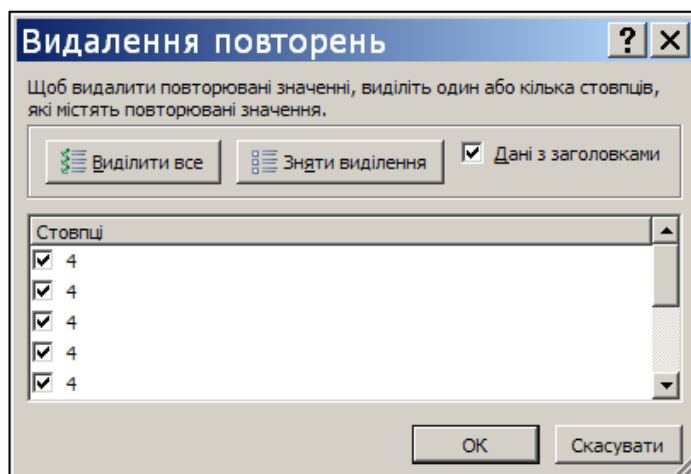 Видалення повторень
Щоб видалити повторювані значенні, виділіть один або кілька стовпців,
які містять повторювані значення.
Виділити все
Зняти виділення
Дані з заголовками
Стовпці
4
4
4
4
4
ОК
Скасувати